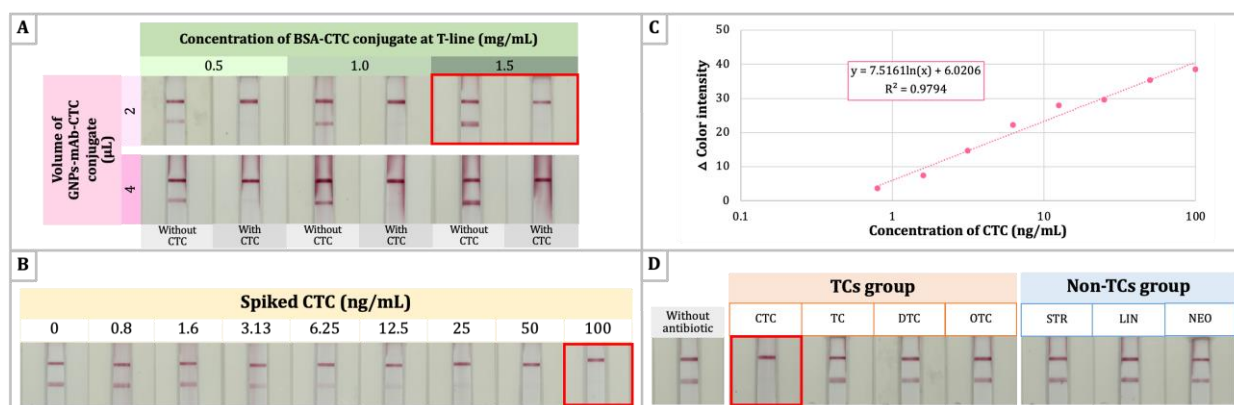 A
Concentration of BSA-CTC conjugate at T-line (mg/mL)
0.5 1.0 1.5
Volume of
GNPs-mAb-CTC
conjugate
(µL)
2
4
Without
CTC
With
CTC
Without
CTC
With
CTC
Without
CTC
With
CTC
B
Spiked CTC (ng/mL)
0 0.8 1.6 3.13 6.25 12.5 25 50 100
C
Δ Color intensity
50
40
30
20
10
0
y = 7.5161ln(x) + 6.0206
R² = 0.9794
0.1 1 10 100
Concentration of CTC (ng/mL)
D
TCs group Non-TCs group
Without
antibiotic
CTC TC DTC OTC STR LIN NEO